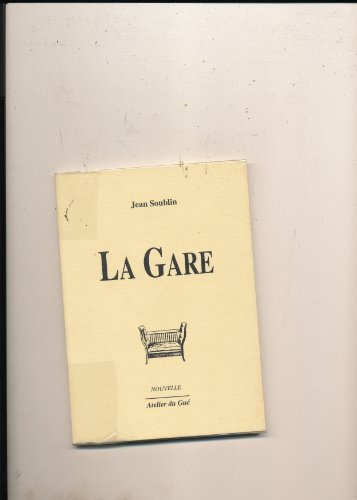 Jean Soublin
LA GARE
NOUVELLE
Atelier du Gué